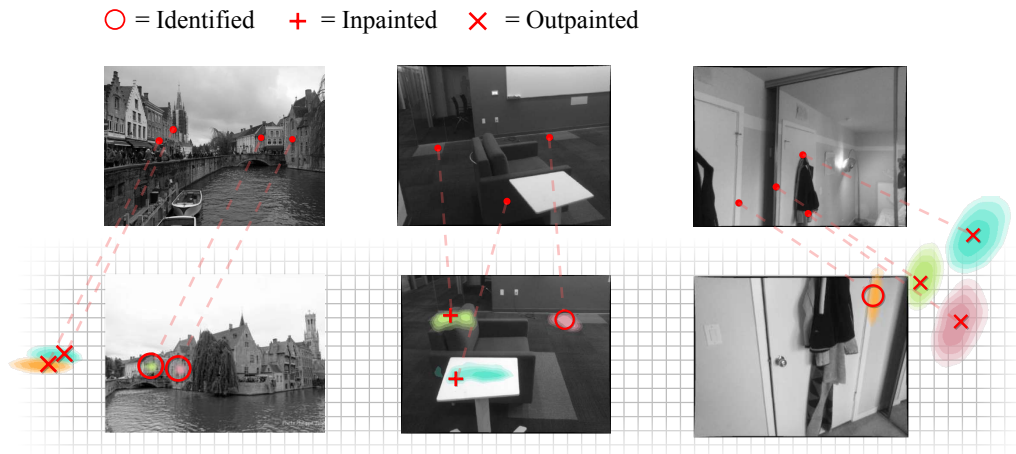 = Identified = Inpainted = Outpainted